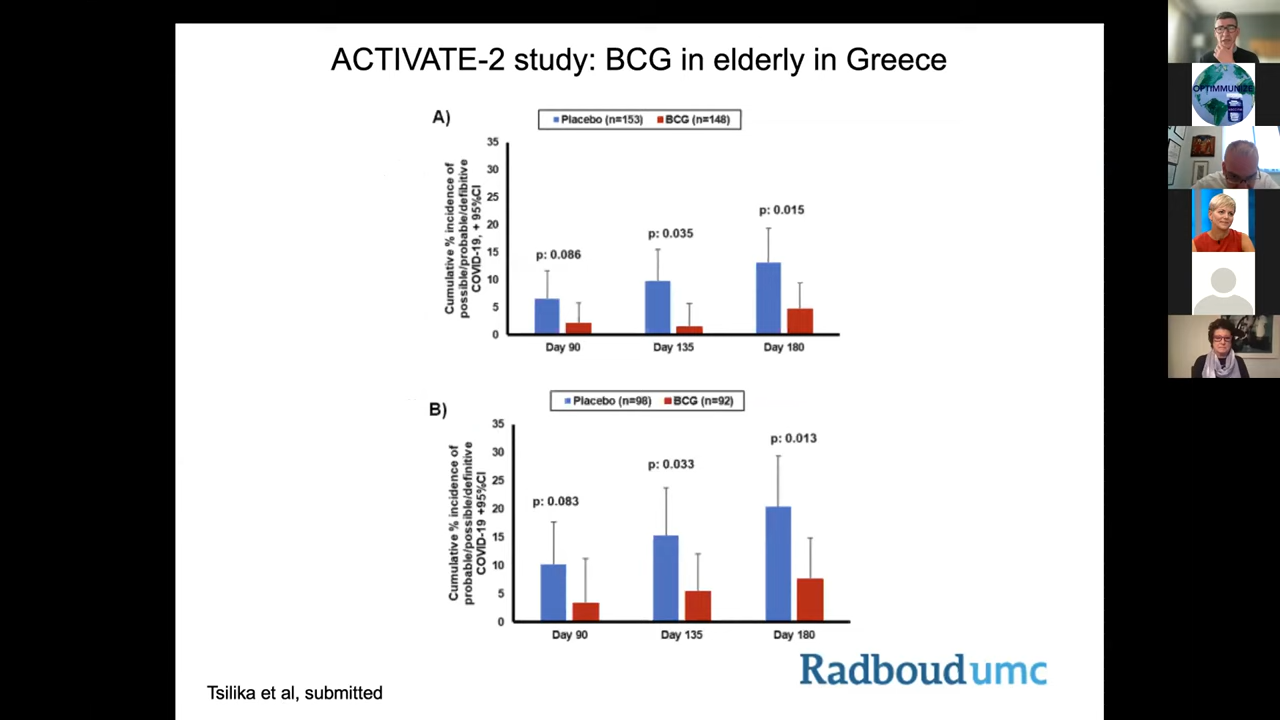 ACTIVATE-2 study: BCG in elderly in Greece
A)
Placebo (n=153) BCG (n=148)
Cumulative % incidence of
possible/probable/defibitive
COVID-19, + 95%CI
35
30
25
20
15
10
5
0
p: 0.086
p: 0.035
p: 0.015
Day 90
Day 135
Day 180
B)
Placebo (n=98) BCG (n=92)
Cumulative % incidence of
probable/possible/definitive
COVID-19 +95%CI
35
30
25
20
15
10
5
0
p: 0.083
p: 0.033
p: 0.013
Day 90
Day 135
Day 180
Radboudumc
Tsilika et al, submitted
OPTIMMUNIZE